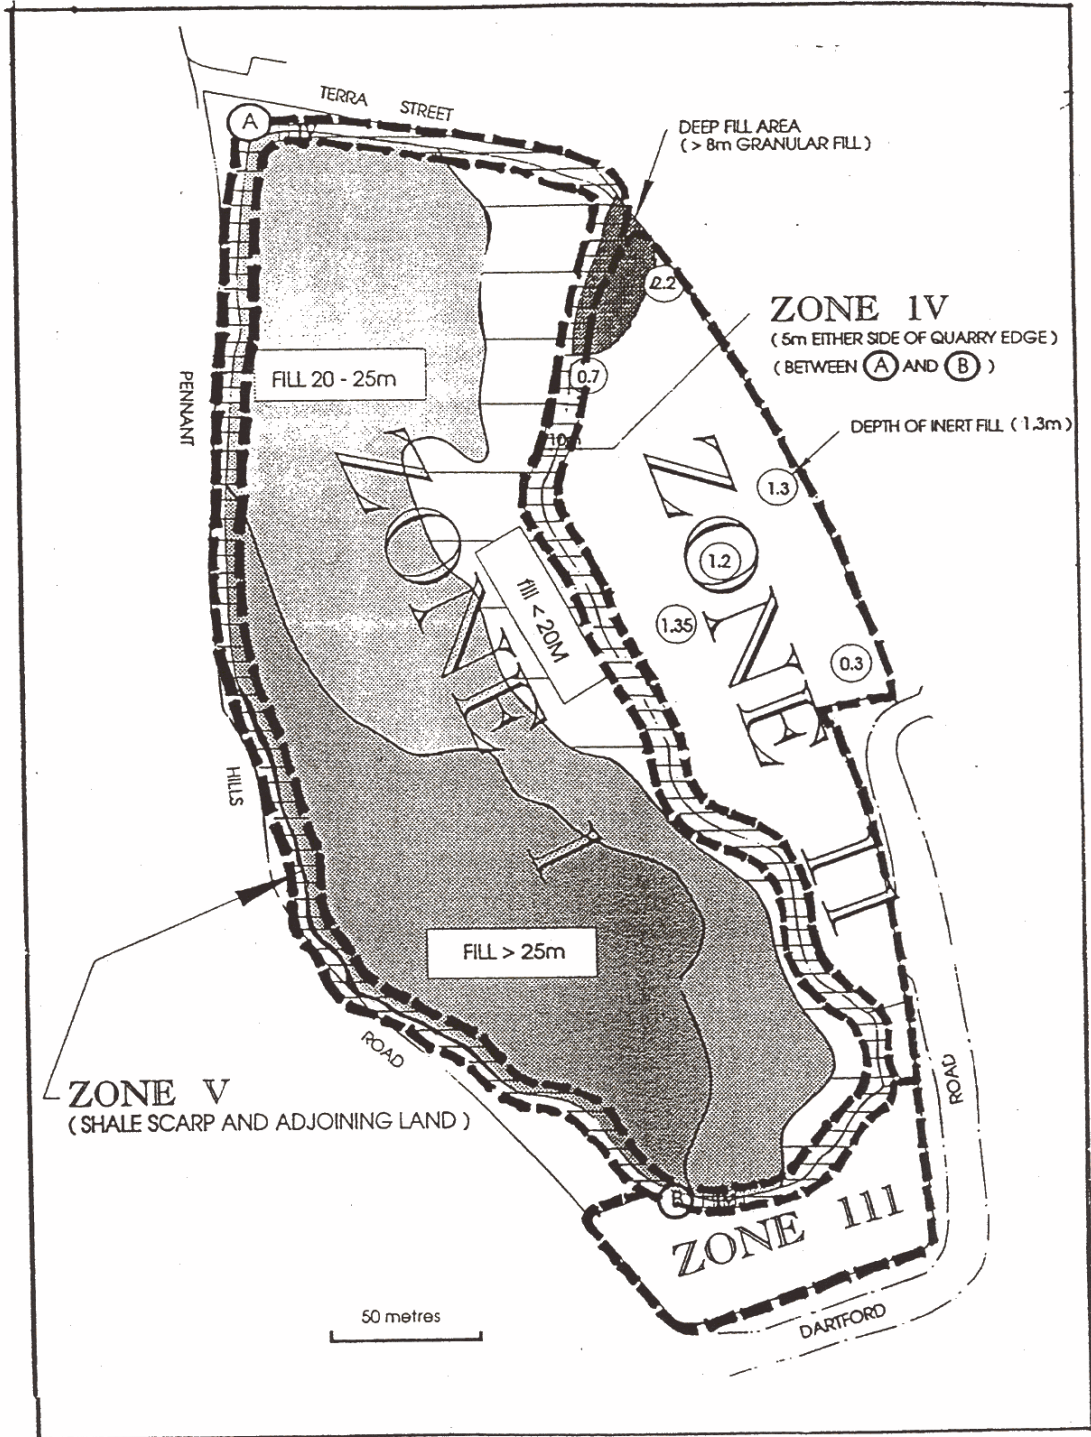 TERRA STREET
A
DEEP FILL AREA
( > 8m GRANULAR FILL )
2.2
ZONE 1V
( 5m EITHER SIDE OF QUARRY EDGE )
( BETWEEN A AND B )
FILL 20 - 25m
0.7
PENNANT
10m
DEPTH OF INERT FILL ( 1.3m )
1.3
1.2
fill < 20M
1.35
0.3
ZONE I
ZONE II
HILLS
FILL > 25m
ROAD
ZONE V
( SHALE SCARP AND ADJOINING LAND )
ROAD
B
ZONE 111
50 metres
DARTFORD